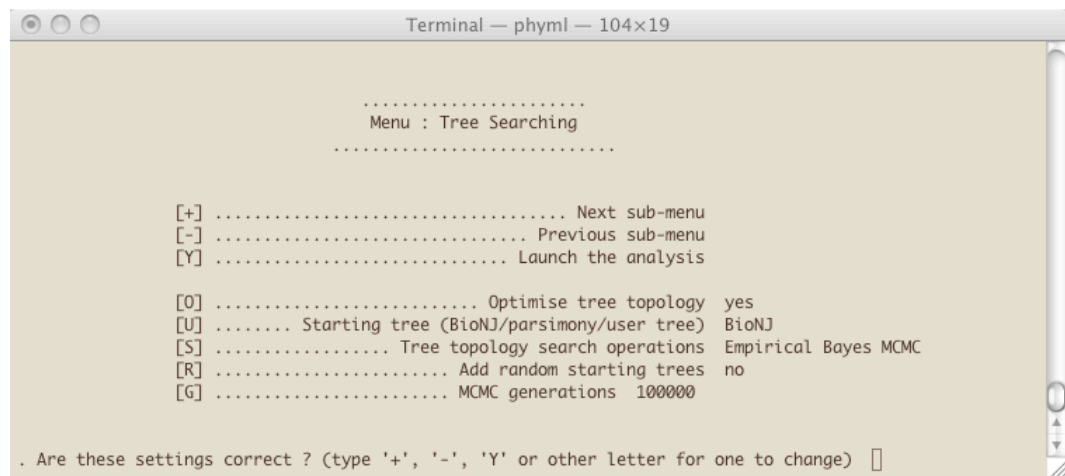 Terminal — phyml — 104×19
.......................
Menu : Tree Searching
.............................
[+] .................................... Next sub-menu
[-] ................................ Previous sub-menu
[Y] .............................. Launch the analysis
[O] ........................... Optimise tree topology yes
[U] ........ Starting tree (BioNJ/parsimony/user tree) BioNJ
[S] .................. Tree topology search operations Empirical Bayes MCMC
[R] ........................ Add random starting trees no
[G] ........................ MCMC generations 100000
. Are these settings correct ? (type '+', '-', 'Y' or other letter for one to change)